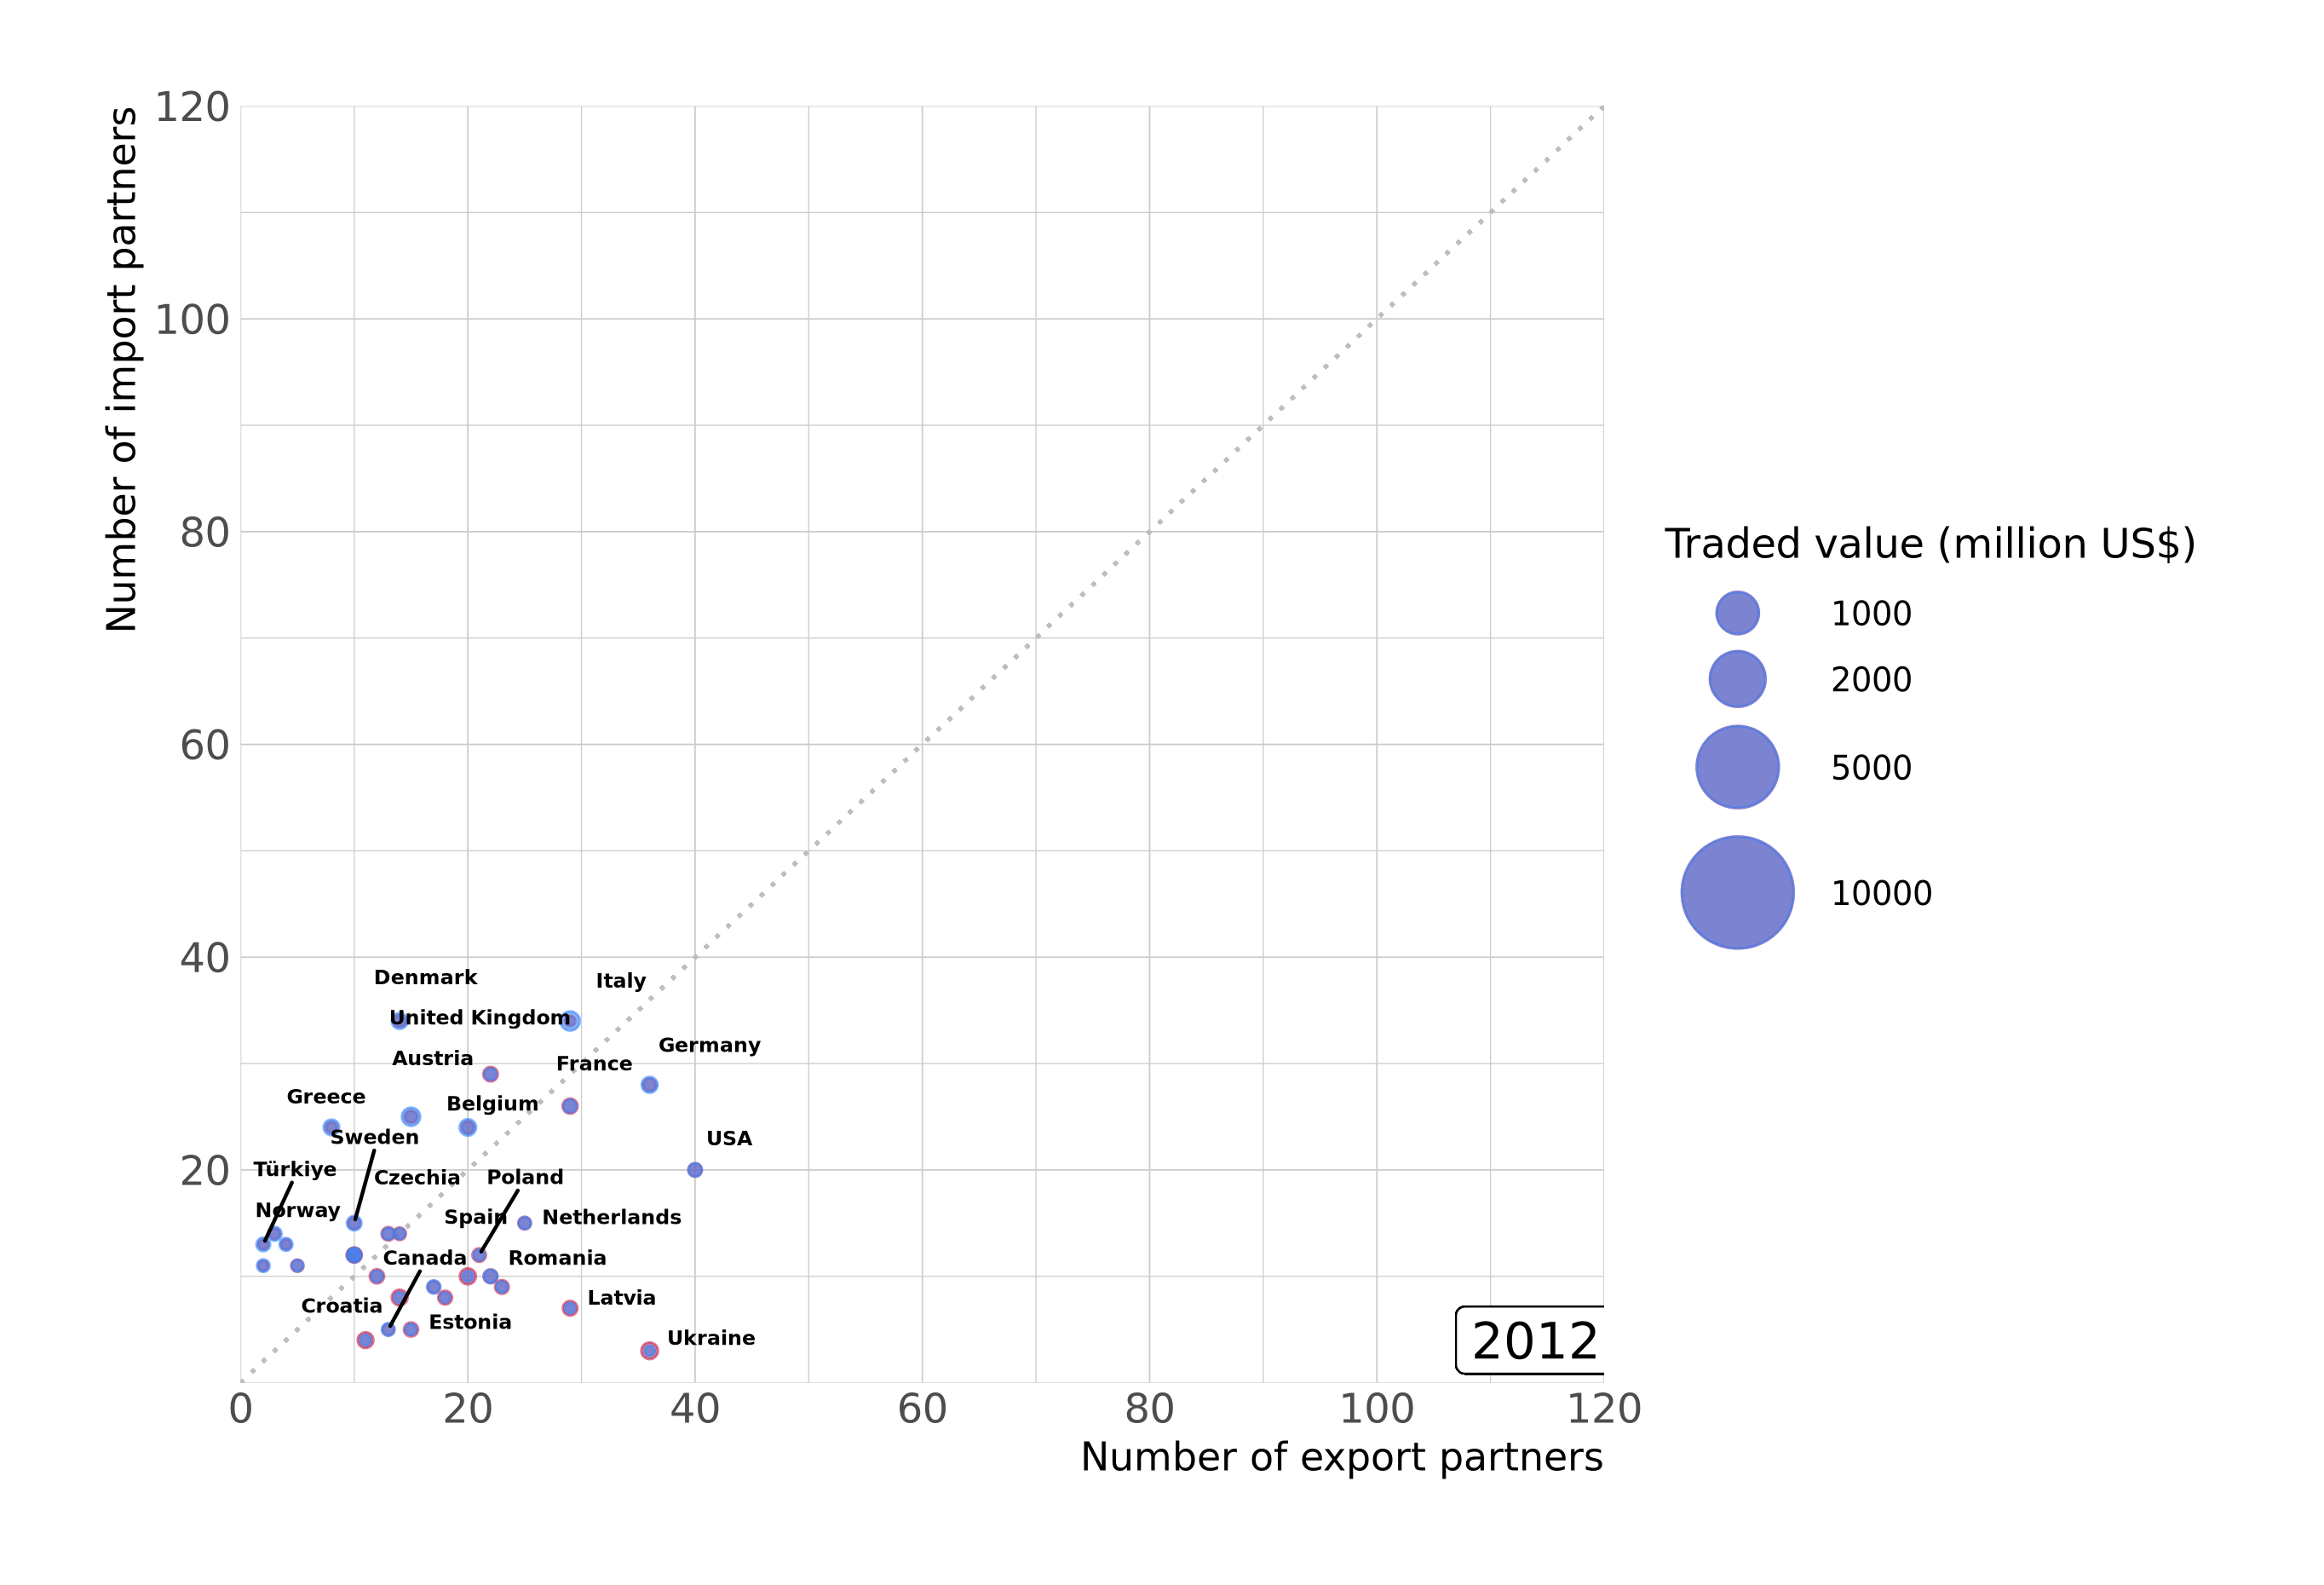 120
100
80
60
40
20
Number of import partners
Denmark
Italy
United Kingdom
Germany
Austria
France
Greece
Belgium
Sweden
USA
Türkiye
Czechia
Poland
Norway
Spain
Netherlands
Canada
Romania
Croatia
Latvia
Estonia
Ukraine
2012
0 20 40 60 80 100 120
Number of export partners
Traded value (million US$)
1000
2000
5000
10000